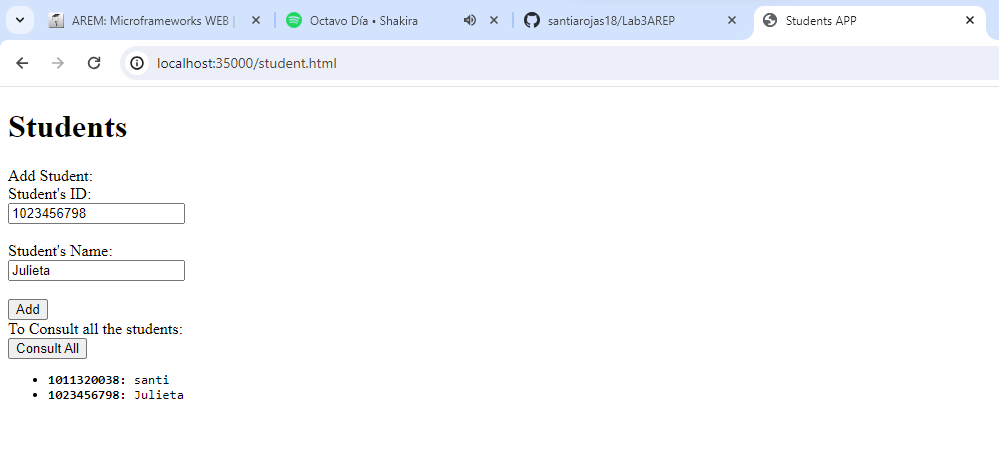 AREM: Microframeworks WEB
Octavo Día • Shakira
santiarojas18/Lab3AREP
Students APP
localhost:35000/student.html
Students
Add Student:
Student's ID:
1023456798
Student's Name:
Julieta
Add
To Consult all the students:
Consult All
1011320038: santi
1023456798: Julieta